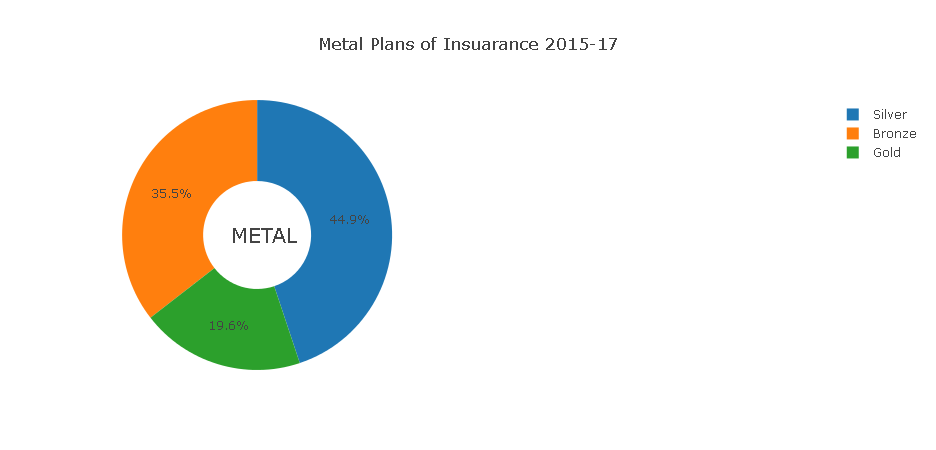 Metal Plans of Insuarance 2015-17
Silver
Bronze
Gold
35.5%
44.9%
METAL
19.6%